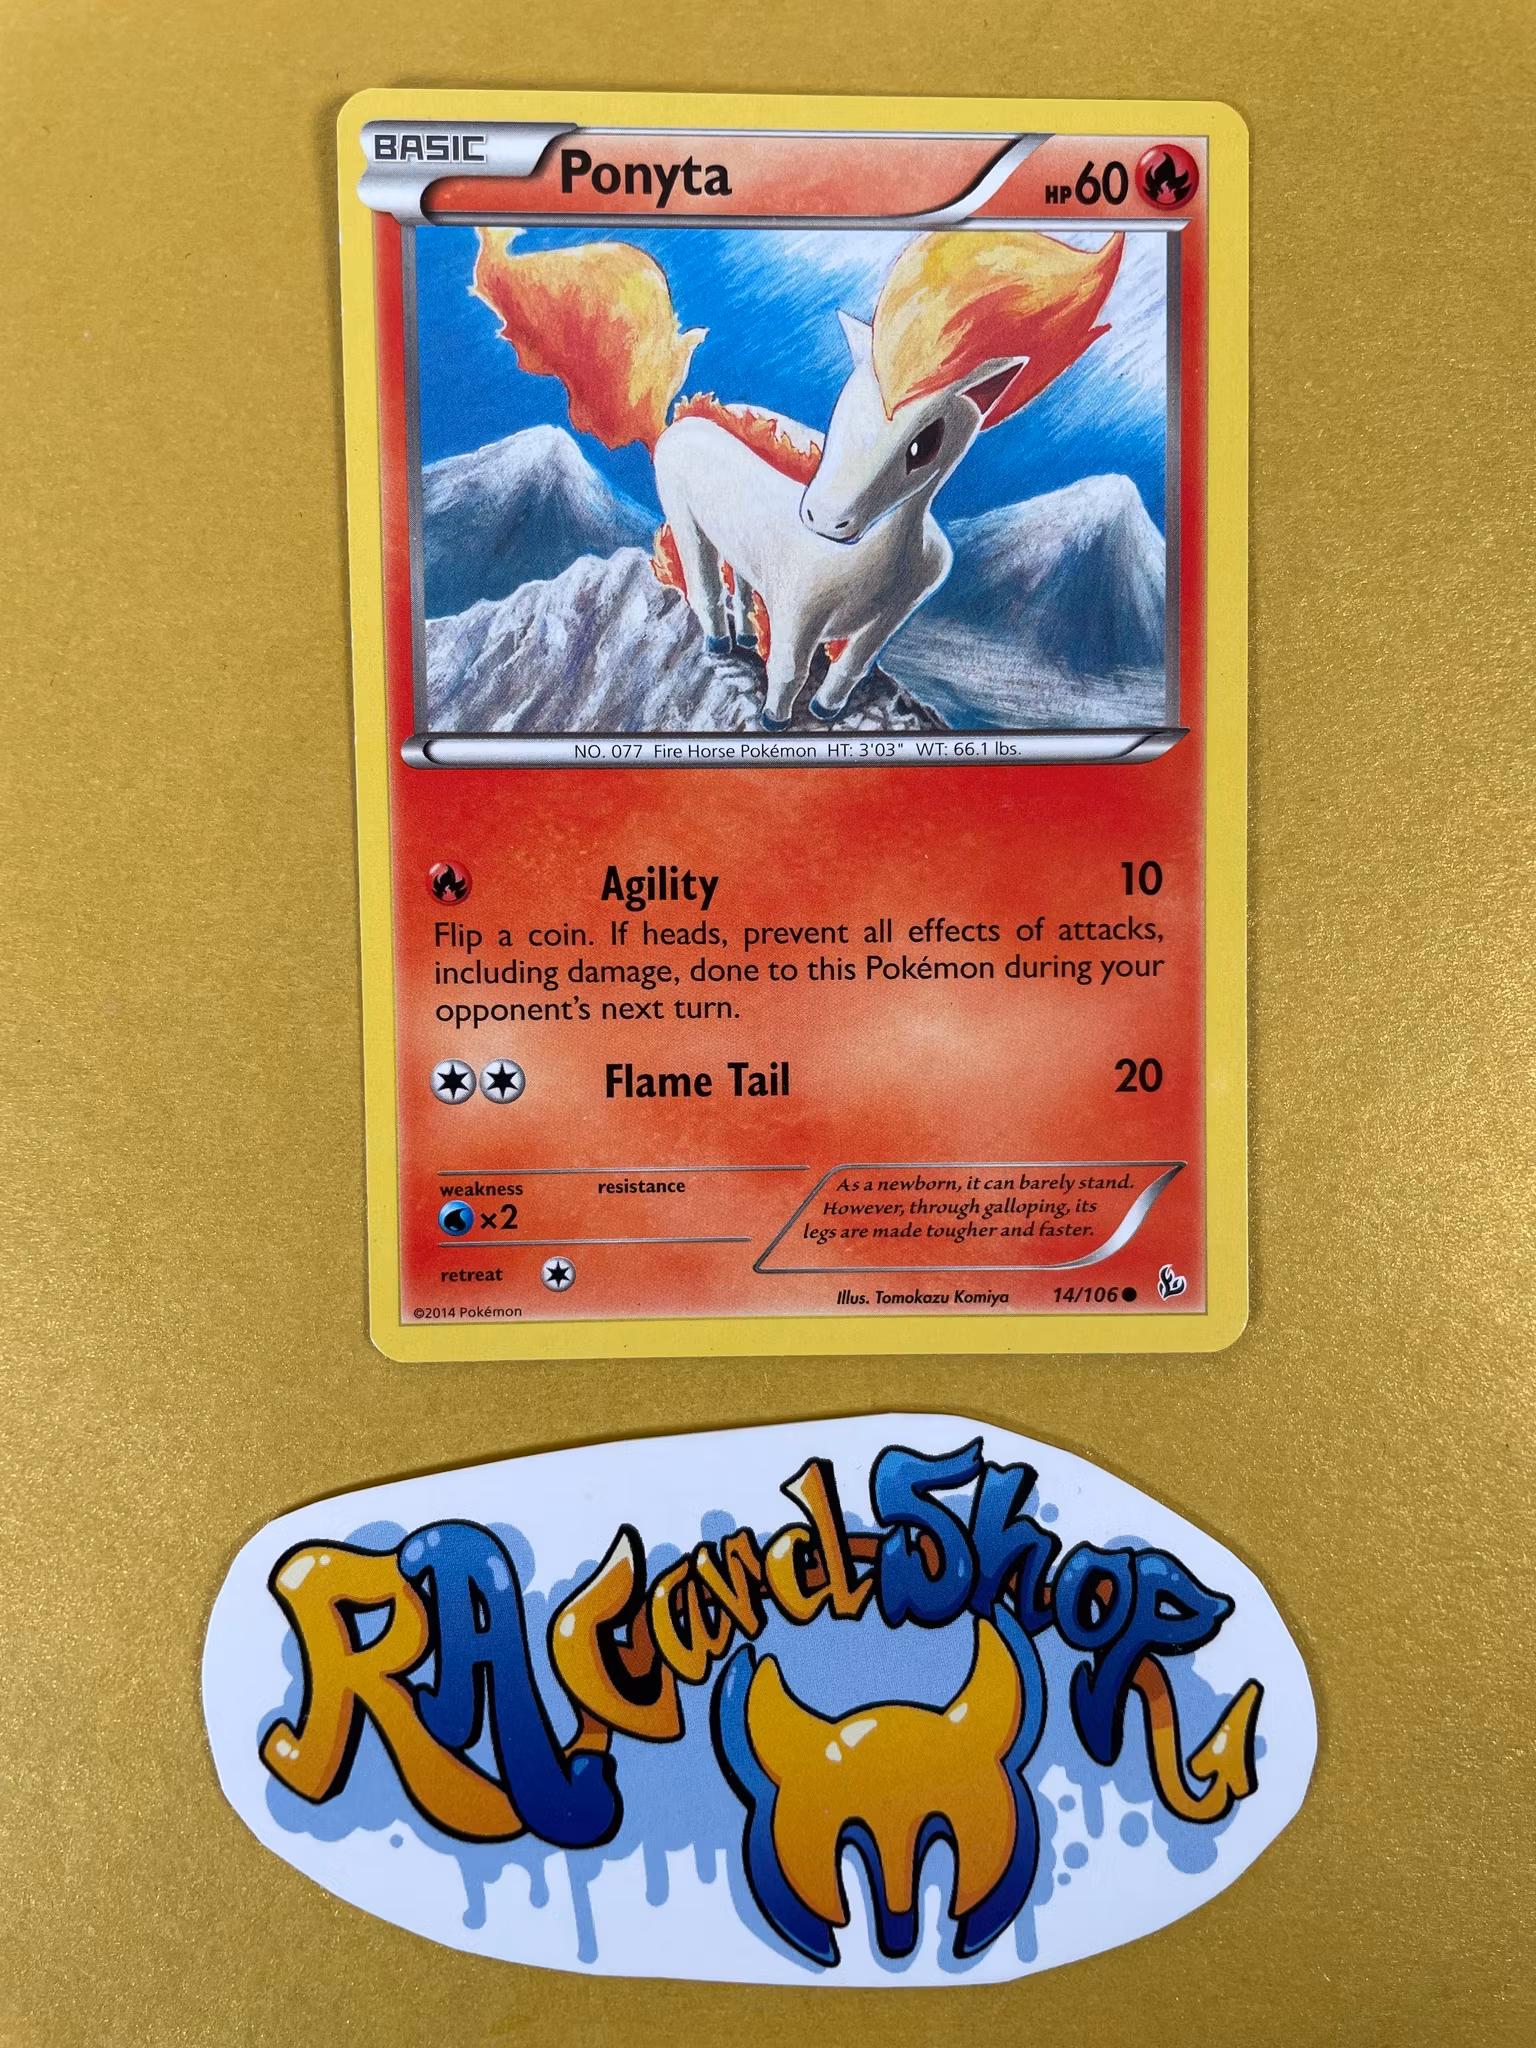 BASIC
Ponyta
HP 60
NO. 077 Fire Horse Pokémon HT: 3'03" WT: 66.1 lbs.
Agility 10
Flip a coin. If heads, prevent all effects of attacks,
including damage, done to this Pokémon during your
opponent's next turn.
Flame Tail 20
weakness resistance
×2
retreat
As a newborn, it can barely stand.
However, through galloping, its
legs are made tougher and faster.
Illus. Tomokazu Komiya 14/106
©2014 Pokémon
RACardShop